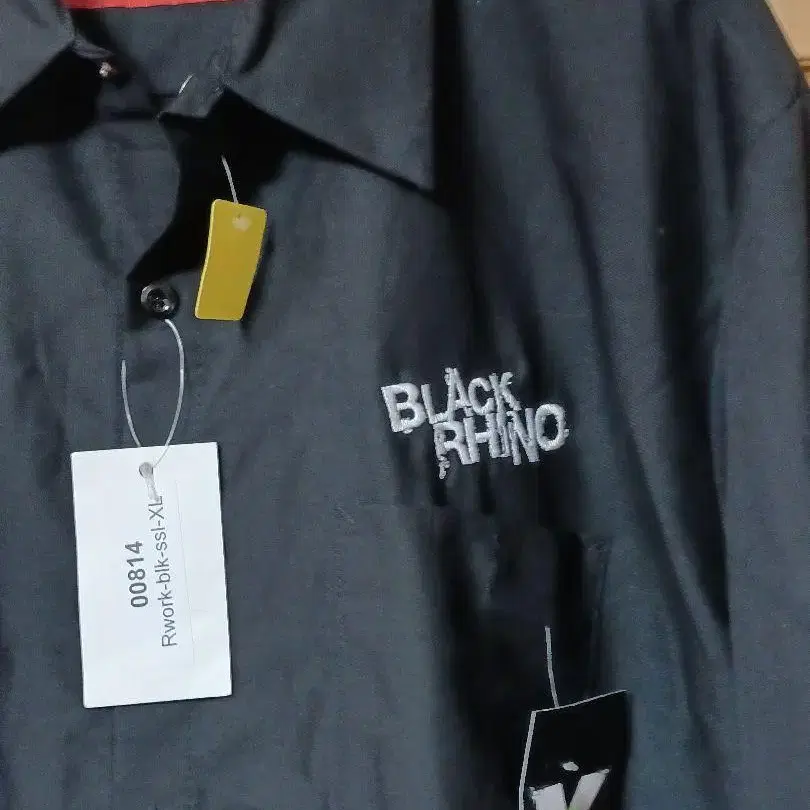 BLACK
RHINO
00814
Rwork-blk-ssl-XL